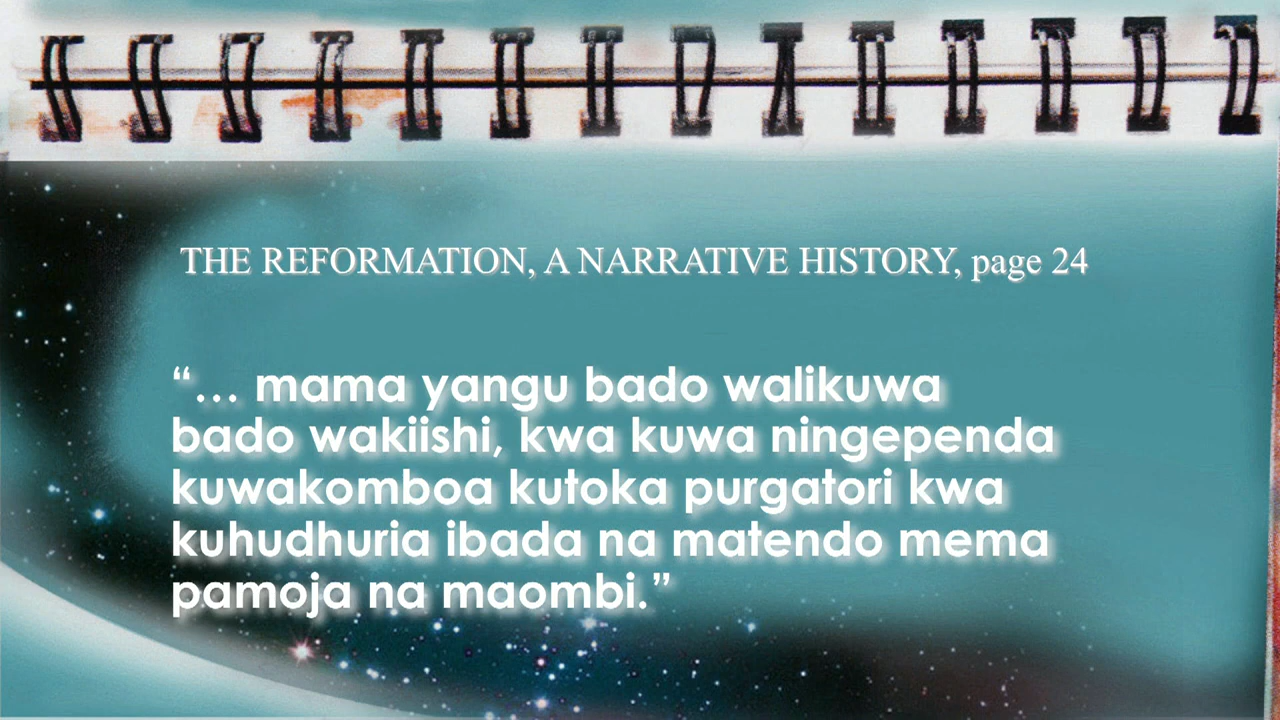 THE REFORMATION, A NARRATIVE HISTORY, page 24
“… mama yangu bado walikuwa
bado wakiishi, kwa kuwa ningependa
kuwakomboa kutoka purgatori kwa
kuhudhuria ibada na matendo mema
pamoja na maombi.”